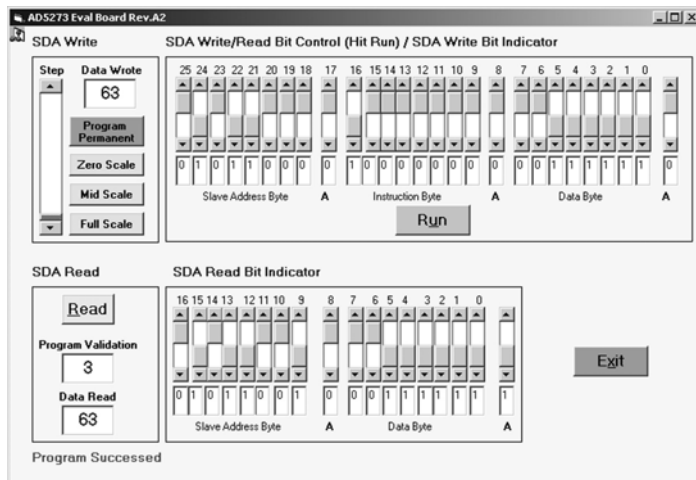 AD5273 Eval Board Rev.A2
SDA Write
SDA Write/Read Bit Control (Hit Run) / SDA Write Bit Indicator
Step
Data Wrote
63
Program Permanent
Zero Scale
Mid Scale
Full Scale
25 24 23 22 21 20 19 18 17 16 15 14 13 12 11 10 9 8 7 6 5 4 3 2 1 0
0 1 0 1 1 0 0 0 0 1 0 0 0 0 0 0 0 0 0 0 1 1 1 1 1 1 0
Slave Address Byte A Instruction Byte A Data Byte A
Run
SDA Read
SDA Read Bit Indicator
Read
Program Validation
3
Data Read
63
16 15 14 13 12 11 10 9 8 7 6 5 4 3 2 1 0
0 1 0 1 1 0 0 1 0 0 0 1 1 1 1 1 1 1
Slave Address Byte A Data Byte A
Exit
Program Successed